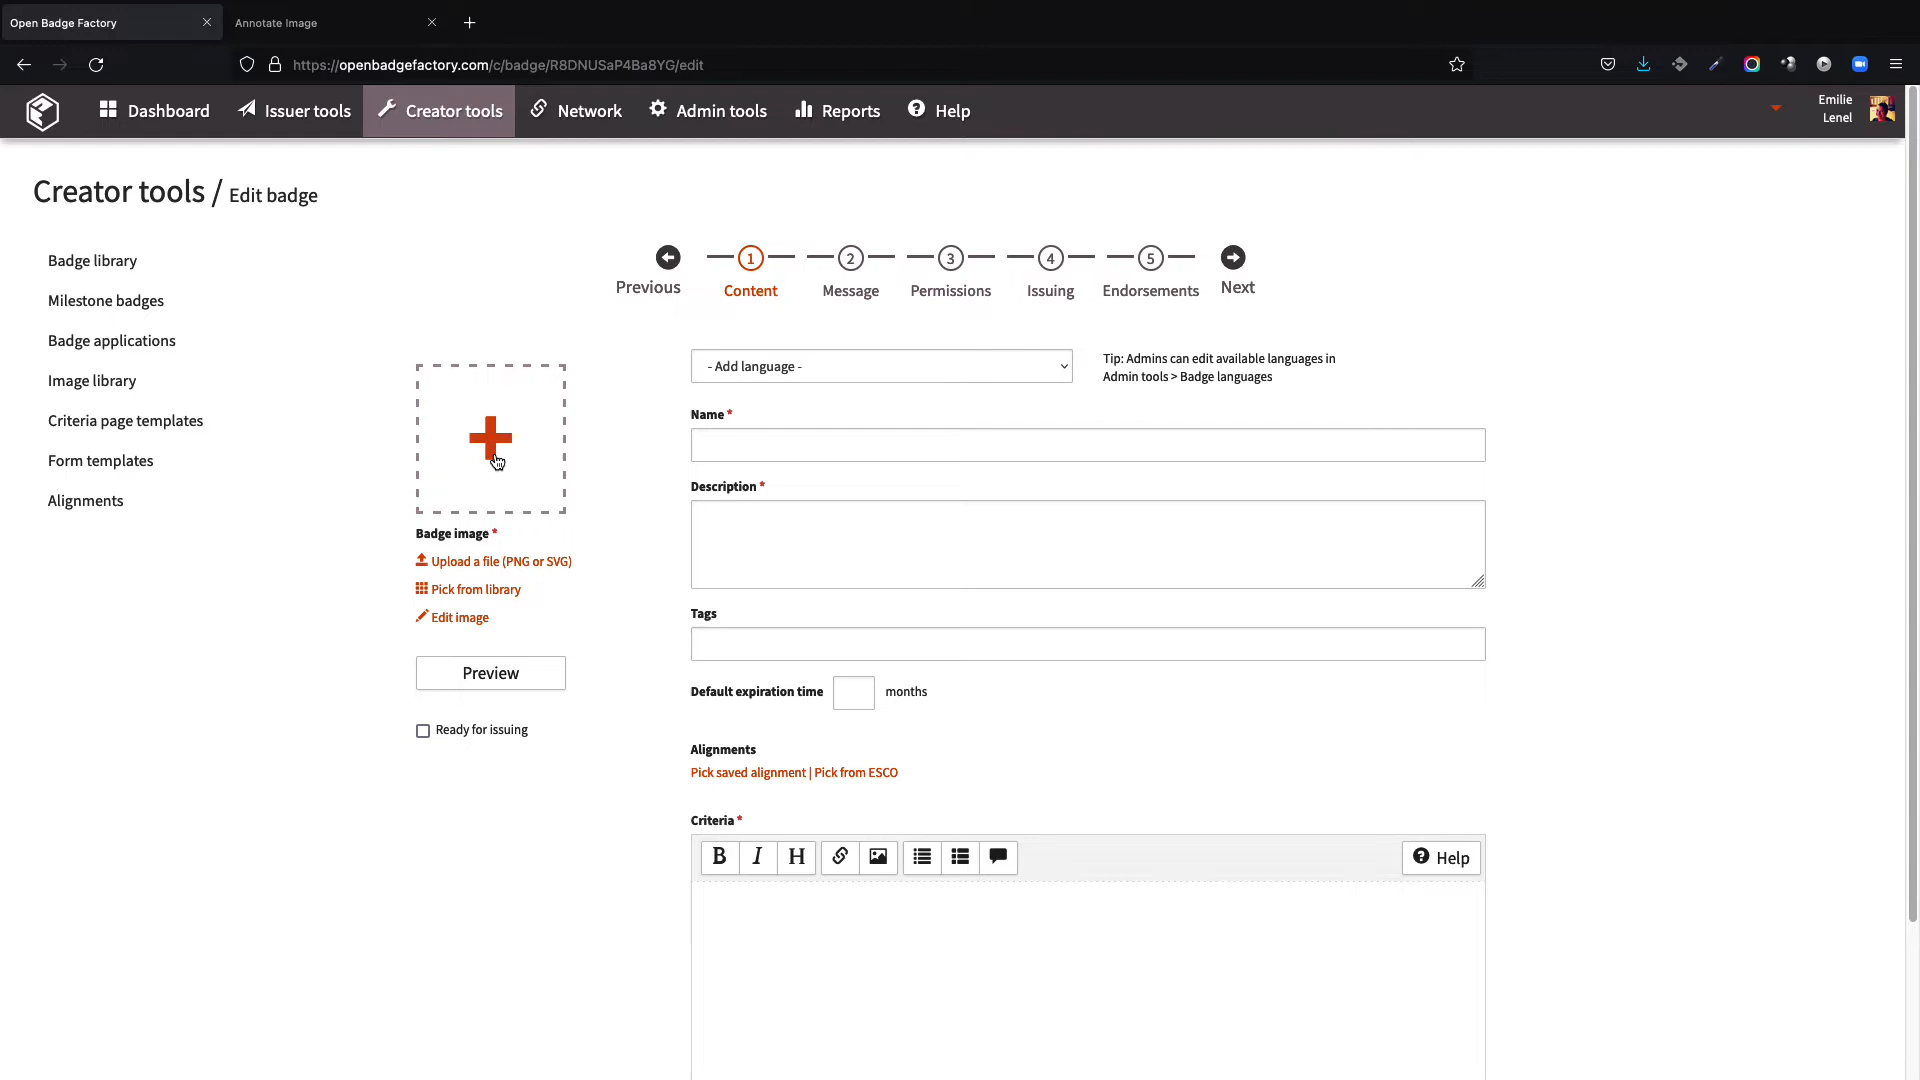 Open Badge Factory
Annotate Image
https://openbadgefactory.com/c/badge/R8DNUSaP4Ba8YG/edit
Dashboard
Issuer tools
Creator tools
Network
Admin tools
Reports
Help
Emilie
Lenel
Creator tools / Edit badge
Badge library
Milestone badges
Badge applications
Image library
Criteria page templates
Form templates
Alignments
Previous
1
Content
2
Message
3
Permissions
4
Issuing
5
Endorsements
Next
Badge image *
Upload a file (PNG or SVG)
Pick from library
Edit image
Preview
Ready for issuing
- Add language -
Tip: Admins can edit available languages in
Admin tools > Badge languages
Name *
Description *
Tags
Default expiration time months
Alignments
Pick saved alignment | Pick from ESCO
Criteria *
B I H
Help